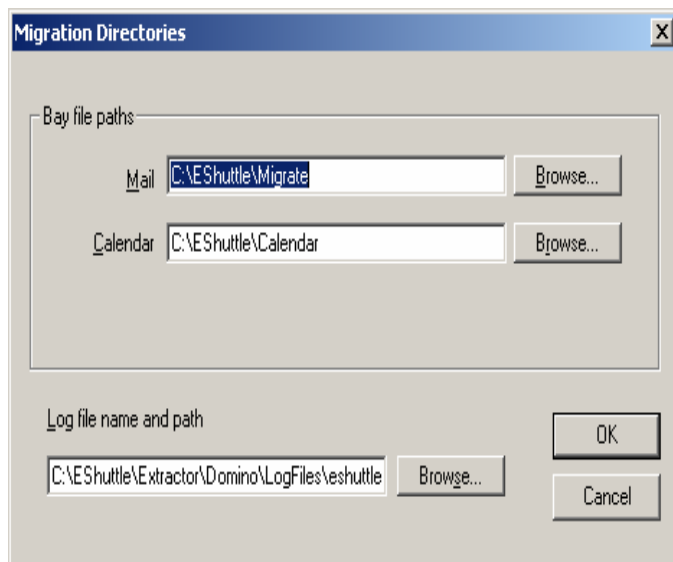 Migration Directories
Bay file paths
Mail C:\EShuttle\Migrate Browse...
Calendar C:\EShuttle\Calendar Browse...
Log file name and path
OK
C:\EShuttle\Extractor\Domino\LogFiles\eshuttle Browse...
Cancel